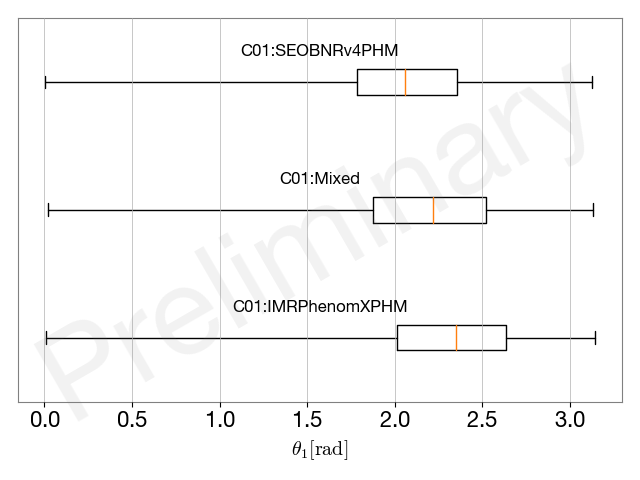 C01:SEOBNRv4PHM
C01:Mixed
C01:IMRPhenomXPHM
0.0 0.5 1.0 1.5 2.0 2.5 3.0
θ₁[rad]
Preliminary